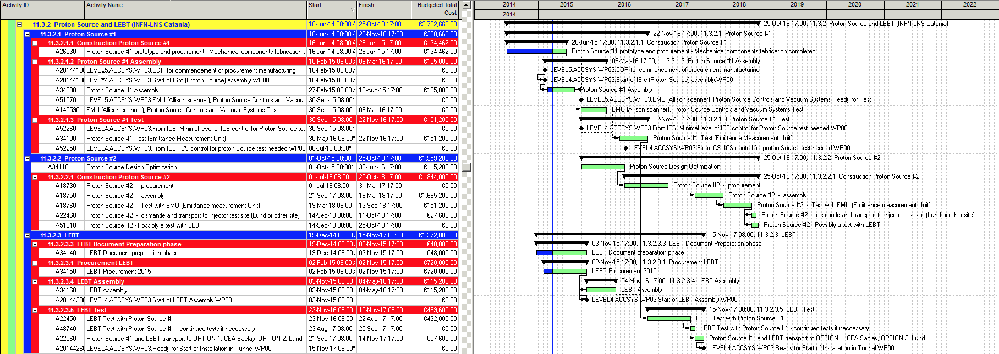 Activity ID Activity Name Start Finish Budgeted Total Cost 2014 2015 2016 2017 2018 2019 2020 2021 2022
2014
11.3.2 Proton Source and LEBT (INFN-LNS Catania) 16-Jun-14 08:00 A 25-Oct-18 17:00 €3,722,662.00 25-Oct-18 17:00, 11.3.2 Proton Source and LEBT (INFN-LNS Catania)
11.3.2.1 Proton Source #1 16-Jun-14 08:00 A 22-Nov-16 17:00 €390,662.00 22-Nov-16 17:00, 11.3.2.1 Proton Source #1
11.3.2.1.1 Construction Proton Source #1 16-Jun-14 08:00 A 26-Jun-15 17:00 €134,462.00 26-Jun-15 17:00, 11.3.2.1.1 Construction Proton Source #1
A26030 Proton Source #1 prototype and procurement - Mechanical components fabrication c 16-Jun-14 08:00 A 26-Jun-15 17:00 €134,462.00 Proton Source #1 prototype and procurement - Mechanical components fabrication completed
11.3.2.1.2 Proton Source #1 Assembly 10-Feb-15 08:00 A 08-Mar-16 17:00 €105,000.00 08-Mar-16 17:00, 11.3.2.1.2 Proton Source #1 Assembly
A20144180 LEVEL5.ACCSYS.WP03.CDR for commencement of procurement manufacturing 10-Feb-15 08:00 A €0.00 LEVEL5.ACCSYS.WP03.CDR for commencement of procurement manufacturing
A20144190 LEVEL4.ACCSYS.WP03.Start of ISrc (Proton Source) assembly.WP00 10-Feb-15 08:00 A €0.00 LEVEL4.ACCSYS.WP03.Start of ISrc (Proton Source) assembly.WP00
A34090 Proton Source #1 Assembly 27-Feb-15 08:00 A 19-Aug-15 17:00 €105,000.00 Proton Source #1 Assembly
A51570 LEVEL5.ACCSYS.WP03.EMU (Allison scanner), Proton Source Controls and Vacuur 30-Sep-15 08:00* €0.00 LEVEL5.ACCSYS.WP03.EMU (Allison scanner), Proton Source Controls and Vacuum Systems Ready for Test
A145590 EMU (Allison scanner), Proton Source Controls and Vacuum Systems Test 30-Sep-15 08:00 08-Mar-16 17:00 €0.00 EMU (Allison scanner), Proton Source Controls and Vacuum Systems Test
11.3.2.1.3 Proton Source #1 Test 30-Sep-15 08:00 22-Nov-16 17:00 €151,200.00 22-Nov-16 17:00, 11.3.2.1.3 Proton Source #1 Test
A52260 LEVEL4.ACCSYS.WP03.From ICS. Minimal level of ICS control for Proton Source tes 30-Sep-15 08:00* €0.00 LEVEL4.ACCSYS.WP03.From ICS. Minimal level of ICS control for Proton Source test needed.WP00
A34100 Proton Source #1 Test (Emittance Measurement Unit) 30-May-16 08:00* 22-Nov-16 17:00 €151,200.00 Proton Source #1 Test (Emittance Measurement Unit)
A52250 LEVEL4.ACCSYS.WP03.From ICS. ICS control for proton Source test needed.WP0C 06-Jul-16 08:00* €0.00 LEVEL4.ACCSYS.WP03.From ICS. ICS control for proton Source test needed.WP00
11.3.2.2 Proton Source #2 01-Oct-15 08:00 25-Oct-18 17:00 €1,959,200.00 25-Oct-18 17:00, 11.3.2.2 Proton Source #2
A34110 Proton Source Design Optimization 01-Oct-15 08:00* 30-Jun-16 17:00 €115,200.00 Proton Source Design Optimization
11.3.2.2.1 Construction Proton Source #2 01-Jul-16 08:00 25-Oct-18 17:00 €1,844,000.00 25-Oct-18 17:00, 11.3.2.2.1 Construction Proton Source #2
A18730 Proton Source #2 - procurement 01-Jul-16 08:00 31-Mar-17 17:00 €0.00 Proton Source #2 - procurement
A18750 Proton Source #2 - assembly 21-Sep-17 08:00 16-Mar-18 17:00 €1,665,200.00 Proton Source #2 - assembly
A18760 Proton Source #2 - Test with EMU (Emiittance measurement Unit) 19-Mar-18 08:00 13-Sep-18 17:00 €151,200.00 Proton Source #2 - Test with EMU (Emiittance measurement Unit)
A22460 Proton Source #2 - dismantle and transport to injector test site (Lund or other site) 14-Sep-18 08:00 11-Oct-18 17:00 €27,600.00 Proton Source #2 - dismantle and transport to injector test site (Lund or other site)
A51310 Proton Source #2 - Possibly a test with LEBT 14-Sep-18 08:00 25-Oct-18 17:00 €0.00 Proton Source #2 - Possibly a test with LEBT
11.3.2.3 LEBT 19-Dec-14 08:00 A 15-Nov-17 08:00 €1,372,800.00 15-Nov-17 08:00, 11.3.2.3 LEBT
11.3.2.3.3 LEBT Document Preparation phase 19-Dec-14 08:00 A 03-Nov-15 17:00 €48,000.00 03-Nov-15 17:00, 11.3.2.3.3 LEBT Document Preparation phase
A34140 LEBT Document preparation phase 19-Dec-14 08:00 A 03-Nov-15 17:00 €48,000.00 LEBT Document preparation phase
11.3.2.3.1 Procurement LEBT 02-Feb-15 08:00 A 02-Nov-15 17:00 €720,000.00 02-Nov-15 17:00, 11.3.2.3.1 Procurement LEBT
A34150 LEBT Procurement 2015 02-Feb-15 08:00 A 02-Nov-15 17:00 €720,000.00 LEBT Procurement 2015
11.3.2.3.4 LEBT Assembly 03-Nov-15 08:00 04-May-16 17:00 €115,200.00 04-May-16 17:00, 11.3.2.3.4 LEBT Assembly
A34160 LEBT Assembly 03-Nov-15 08:00 04-May-16 17:00 €115,200.00 LEBT Assembly
A20144200 LEVEL4.ACCSYS.WP03.Start of LEBT Assembly.WP00 03-Nov-15 08:00 €0.00 LEVEL4.ACCSYS.WP03.Start of LEBT Assembly.WP00
11.3.2.3.5 LEBT Test 23-Nov-16 08:00 15-Nov-17 08:00 €489,600.00 15-Nov-17 08:00, 11.3.2.3.5 LEBT Test
A22450 LEBT Test with Proton Source #1 23-Nov-16 08:00 22-Aug-17 17:00 €432,000.00 LEBT Test with Proton Source #1
A48740 LEBT Test with Proton Source #1 - continued tests if neccessary 23-Aug-17 08:00 20-Sep-17 17:00 €0.00 LEBT Test with Proton Source #1 - continued tests if neccessary
A22060 Proton Source #1 and LEBT transport to OPTION 1: CEA Saclay, OPTION 2: Lund 21-Sep-17 08:00 14-Nov-17 17:00 €57,600.00 Proton Source #1 and LEBT transport to OPTION 1: CEA Saclay, OPTION 2: Lund
A20144260 LEVEL4.ACCSYS.WP03.Ready for Start of Installation in Tunnel.WP00 15-Nov-17 08:00* €0.00 LEVEL4.ACCSYS.WP03.Ready for Start of Installation in Tunnel.WP00